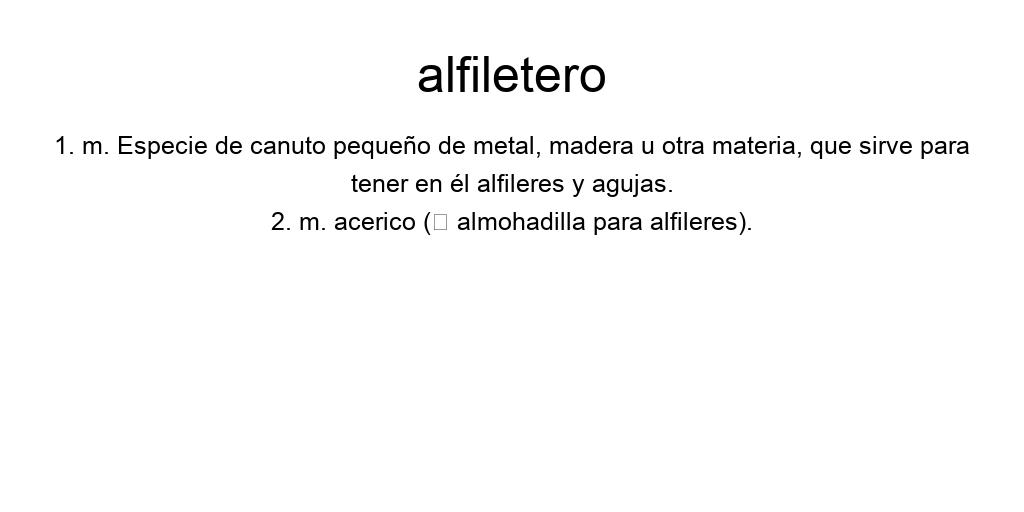 alfiletero
1. m. Especie de canuto pequeño de metal, madera u otra materia, que sirve para
tener en él alfileres y agujas.
2. m. acerico (□ almohadilla para alfileres).